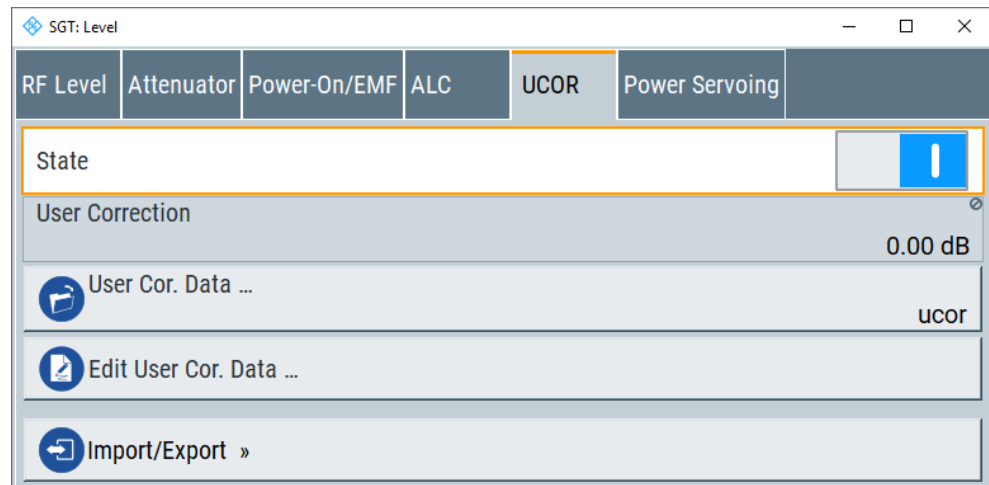 SGT: Level
RF Level Attenuator Power-On/EMF ALC UCOR Power Servoing
State
User Correction
0.00 dB
User Cor. Data ...
ucor
Edit User Cor. Data ...
Import/Export »